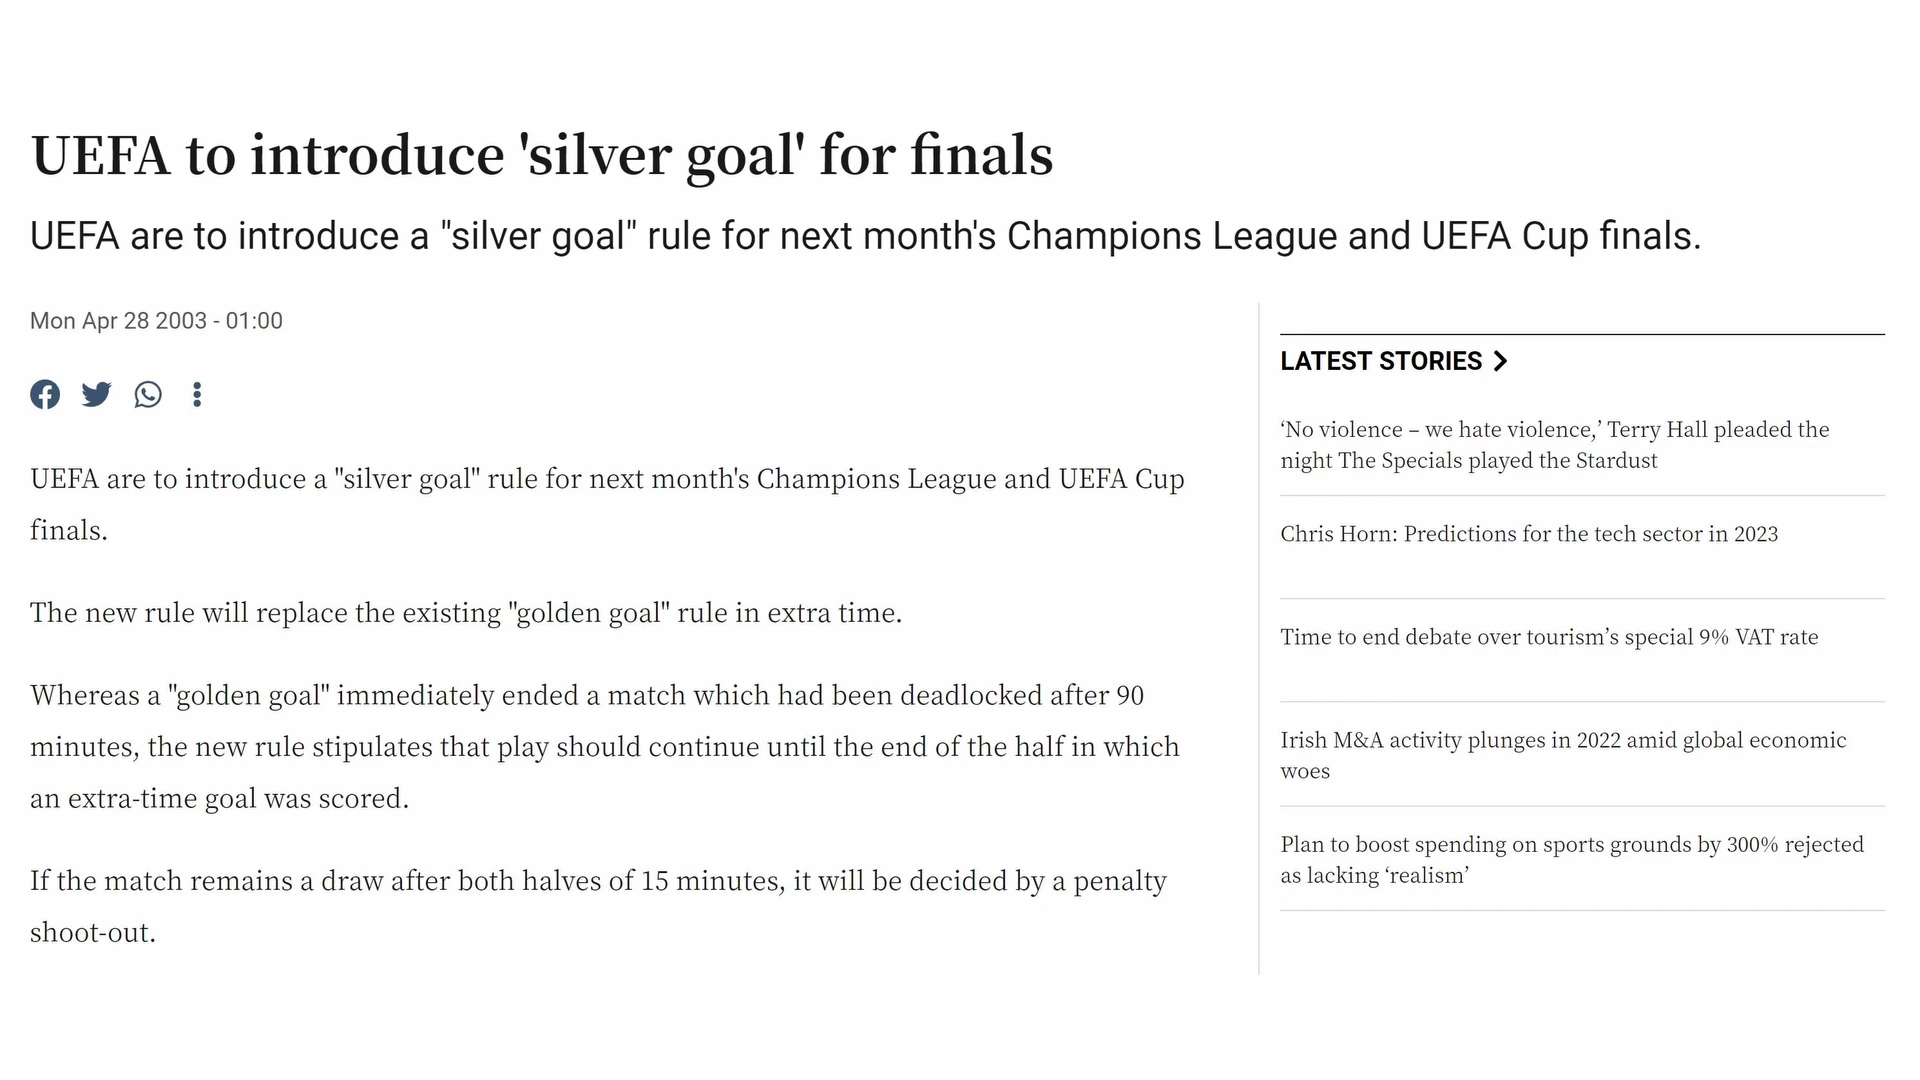 UEFA to introduce 'silver goal' for finals
UEFA are to introduce a "silver goal" rule for next month's Champions League and UEFA Cup finals.
Mon Apr 28 2003 - 01:00
UEFA are to introduce a "silver goal" rule for next month's Champions League and UEFA Cup
finals.
The new rule will replace the existing "golden goal" rule in extra time.
Whereas a "golden goal" immediately ended a match which had been deadlocked after 90
minutes, the new rule stipulates that play should continue until the end of the half in which
an extra-time goal was scored.
If the match remains a draw after both halves of 15 minutes, it will be decided by a penalty
shoot-out.
LATEST STORIES
‘No violence – we hate violence,’ Terry Hall pleaded the
night The Specials played the Stardust
Chris Horn: Predictions for the tech sector in 2023
Time to end debate over tourism’s special 9% VAT rate
Irish M&A activity plunges in 2022 amid global economic
woes
Plan to boost spending on sports grounds by 300% rejected
as lacking ‘realism’